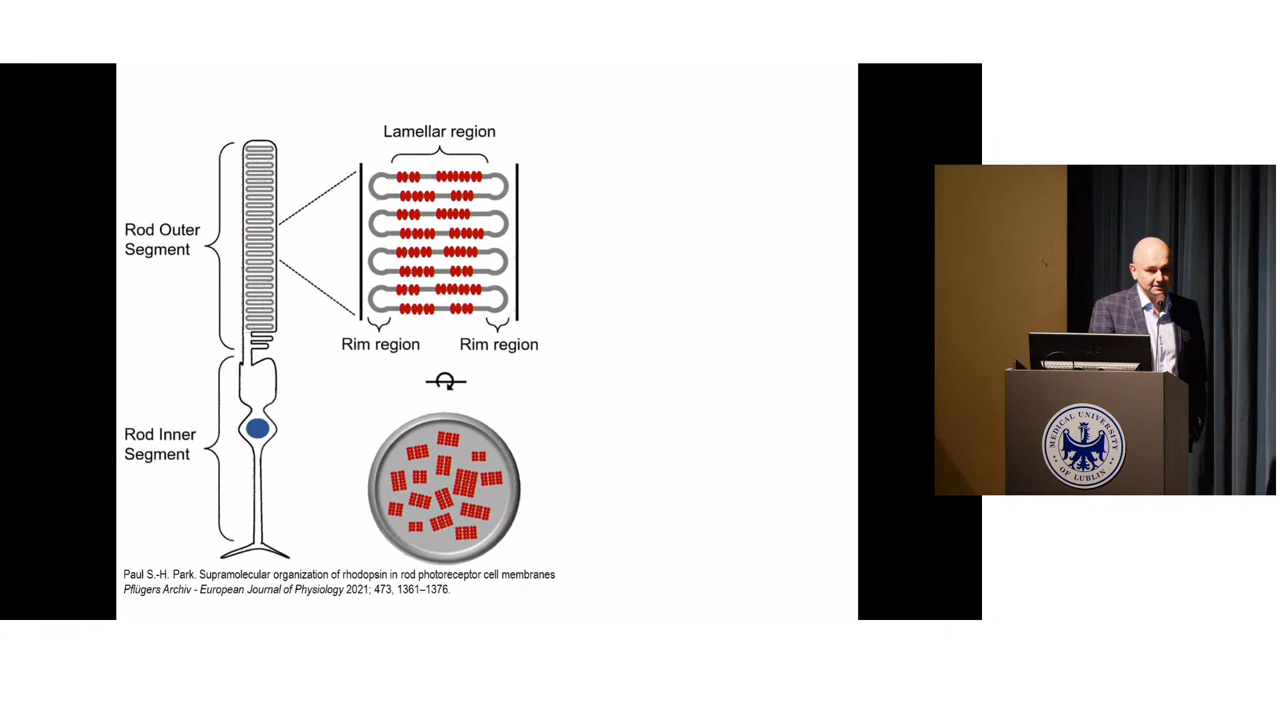 Lamellar region
Rod Outer
Segment
Rim region
Rim region
Rod Inner
Segment
Paul S.-H. Park. Supramolecular organization of rhodopsin in rod photoreceptor cell membranes
Pflügers Archiv - European Journal of Physiology 2021; 473, 1361–1376.
MEDICAL UNIVERSITY
OF LUBLIN